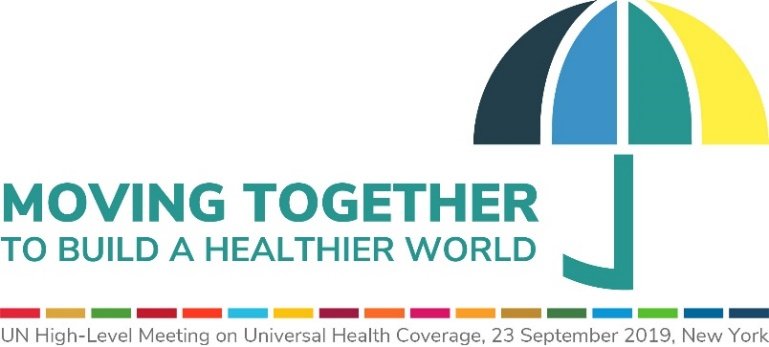 MOVING TOGETHER
TO BUILD A HEALTHIER WORLD
UN High-Level Meeting on Universal Health Coverage, 23 September 2019, New York